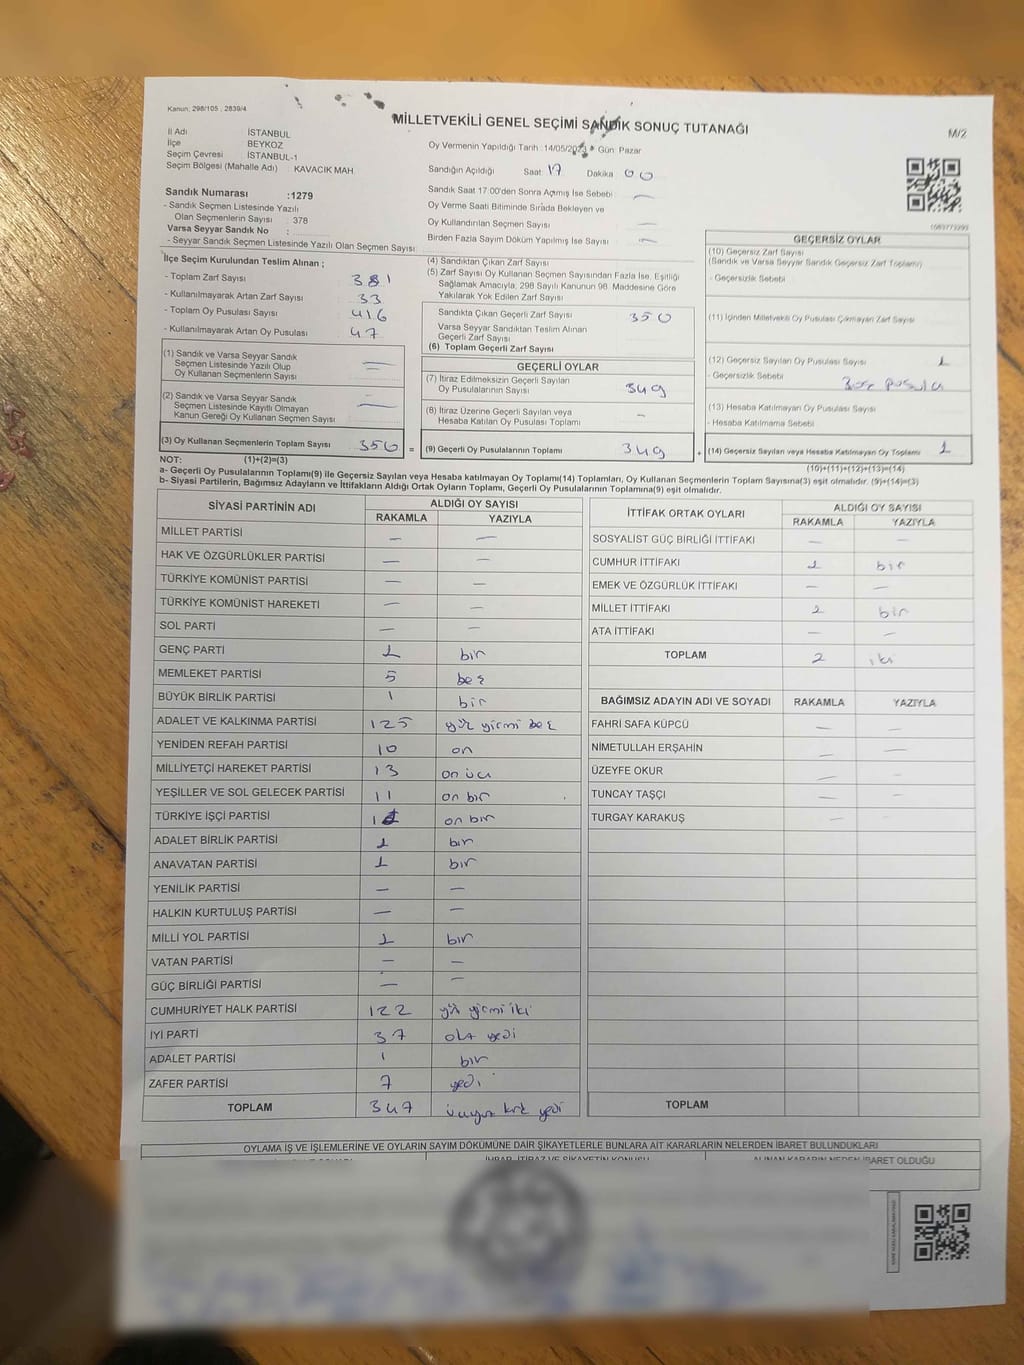 Kanun: 298/105 , 2839/4
MİLLETVEKİLİ GENEL SEÇİMİ SANDIK SONUÇ TUTANAĞI
M/2
İl Adı İSTANBUL
İlçe BEYKOZ
Seçim Çevresi İSTANBUL-1
Seçim Bölgesi (Mahalle Adı) : KAVACIK MAH
Oy Vermenin Yapıldığı Tarih : 14/05/2023 Gün: Pazar
Sandığın Açıldığı Saat: 17 Dakika 00
Sandık Saat 17:00'den Sonra Açımış İse Sebebi: —
Oy Verme Saati Bitiminde Sırada Bekleyen ve
Oy Kullandırılan Seçmen Sayısı : —
Birden Fazla Sayım Döküm Yapılmış İse Sayısı —
Sandık Numarası :1279
- Sandık Seçmen Listesinde Yazılı
Olan Seçmenlerin Sayısı : 378
Varsa Seyyar Sandık No :
- Seyyar Sandık Seçmen Listesinde Yazılı Olan Seçmen Sayısı:
İlçe Seçim Kurulundan Teslim Alınan ;
- Toplam Zarf Sayısı 381
- Kullanılmayarak Artan Zarf Sayısı 33
- Toplam Oy Pusulası Sayısı 416
- Kullanılmayarak Artan Oy Pusulası 47
(1) Sandık ve Varsa Seyyar Sandık
Seçmen Listesinde Yazılı Olup
Oy Kullanan Seçmenlerin Sayısı —
(2) Sandık ve Varsa Seyyar Sandık
Seçmen Listesinde Kayıtlı Olmayan
Kanun Gereği Oy Kullanan Seçmen Sayısı —
(3) Oy Kullanan Seçmenlerin Toplam Sayısı 350 =
(4) Sandıktan Çıkan Zarf Sayısı
(5) Zarf Sayısı Oy Kullanan Seçmen Sayısından Fazla İse, Eşitliği
Sağlamak Amacıyla, 298 Sayılı Kanunun 98. Maddesine Göre
Yakılarak Yok Edilen Zarf Sayısı
Sandıkta Çıkan Geçerli Zarf Sayısı 350
Varsa Seyyar Sandıktan Teslim Alınan
Geçerli Zarf Sayısı
(6) Toplam Geçerli Zarf Sayısı
GEÇERLİ OYLAR
(7) İtiraz Edilmeksizin Geçerli Sayılan
Oy Pusulalarının Sayısı 349
(8) İtiraz Üzerine Geçerli Sayılan veya
Hesaba Katılan Oy Pusulası Toplamı —
(9) Geçerli Oy Pusulalarının Toplamı 349 +
GEÇERSİZ OYLAR
(10) Geçersiz Zarf Sayısı
(Sandık ve Varsa Seyyar Sandık Geçersiz Zarf Toplamı)
- Geçersizlik Sebebi
(11) İçinden Milletvekili Oy Pusulası Çıkmayan Zarf Sayısı
(12) Geçersiz Sayılan Oy Pusulası Sayısı 1
- Geçersizlik Sebebi Boş pusula
(13) Hesaba Katılmayan Oy Pusulası Sayısı
- Hesaba Katılmama Sebebi
(14) Geçersiz Sayılan veya Hesaba Katılmayan Oy Toplamı 1
NOT: (1)+(2)=(3)
(10)+(11)+(12)+(13)=(14)
a- Geçerli Oy Pusulalarının Toplamı(9) ile Geçersiz Sayılan veya Hesaba katılmayan Oy Toplamı(14) Toplamları, Oy Kullanan Seçmenlerin Toplam Sayısına(3) eşit olmalıdır. (9)+(14)=(3)
b- Siyasi Partilerin, Bağımsız Adayların ve İttifakların Aldığı Ortak Oyların Toplamı, Geçerli Oy Pusulalarının Toplamına(9) eşit olmalıdır.
SİYASİ PARTİNİN ADI ALDIĞI OY SAYISI
RAKAMLA YAZIYLA
MİLLET PARTİSİ — —
HAK VE ÖZGÜRLÜKLER PARTİSİ — —
TÜRKİYE KOMÜNİST PARTİSİ — —
TÜRKİYE KOMÜNİST HAREKETİ — —
SOL PARTİ — —
GENÇ PARTİ 1 bir
MEMLEKET PARTİSİ 5 beş
BÜYÜK BİRLİK PARTİSİ 1 bir
ADALET VE KALKINMA PARTİSİ 125 yüz yirmi beş
YENİDEN REFAH PARTİSİ 10 on
MİLLİYETÇİ HAREKET PARTİSİ 13 on üç
YEŞİLLER VE SOL GELECEK PARTİSİ 11 on bir
TÜRKİYE İŞÇİ PARTİSİ 11 on bir
ADALET BİRLİK PARTİSİ 1 bir
ANAVATAN PARTİSİ 1 bir
YENİLİK PARTİSİ — —
HALKIN KURTULUŞ PARTİSİ — —
MİLLİ YOL PARTİSİ 1 bir
VATAN PARTİSİ — —
GÜÇ BİRLİĞİ PARTİSİ — —
CUMHURİYET HALK PARTİSİ 122 yüz yirmi iki
İYİ PARTİ 37 otuz yedi
ADALET PARTİSİ 1 bir
ZAFER PARTİSİ 7 yedi
TOPLAM 347 üçyüz kırk yedi
İTTİFAK ORTAK OYLARI ALDIĞI OY SAYISI
RAKAMLA YAZIYLA
SOSYALİST GÜÇ BİRLİĞİ İTTİFAKI — —
CUMHUR İTTİFAKI 1 bir
EMEK VE ÖZGÜRLÜK İTTİFAKI — —
MİLLET İTTİFAKI 1 bir
ATA İTTİFAKI — —
TOPLAM 2 iki
BAĞIMSIZ ADAYIN ADI VE SOYADI RAKAMLA YAZIYLA
FAHRİ SAFA KÜPCÜ — —
NİMETULLAH ERŞAHİN — —
ÜZEYFE OKUR — —
TUNCAY TAŞÇI — —
TURGAY KARAKUŞ — —
TOPLAM
OYLAMA İŞ VE İŞLEMLERİNE VE OYLARIN SAYIM DÖKÜMÜNE DAİR ŞİKAYETLERLE BUNLARA AİT KARARLARIN NELERDEN İBARET BULUNDUKLARI
İHBAR, İTİRAZ VE ŞİKAYETİN KONUSU ALINAN KARARIN NEDEN İBARET OLDUĞU